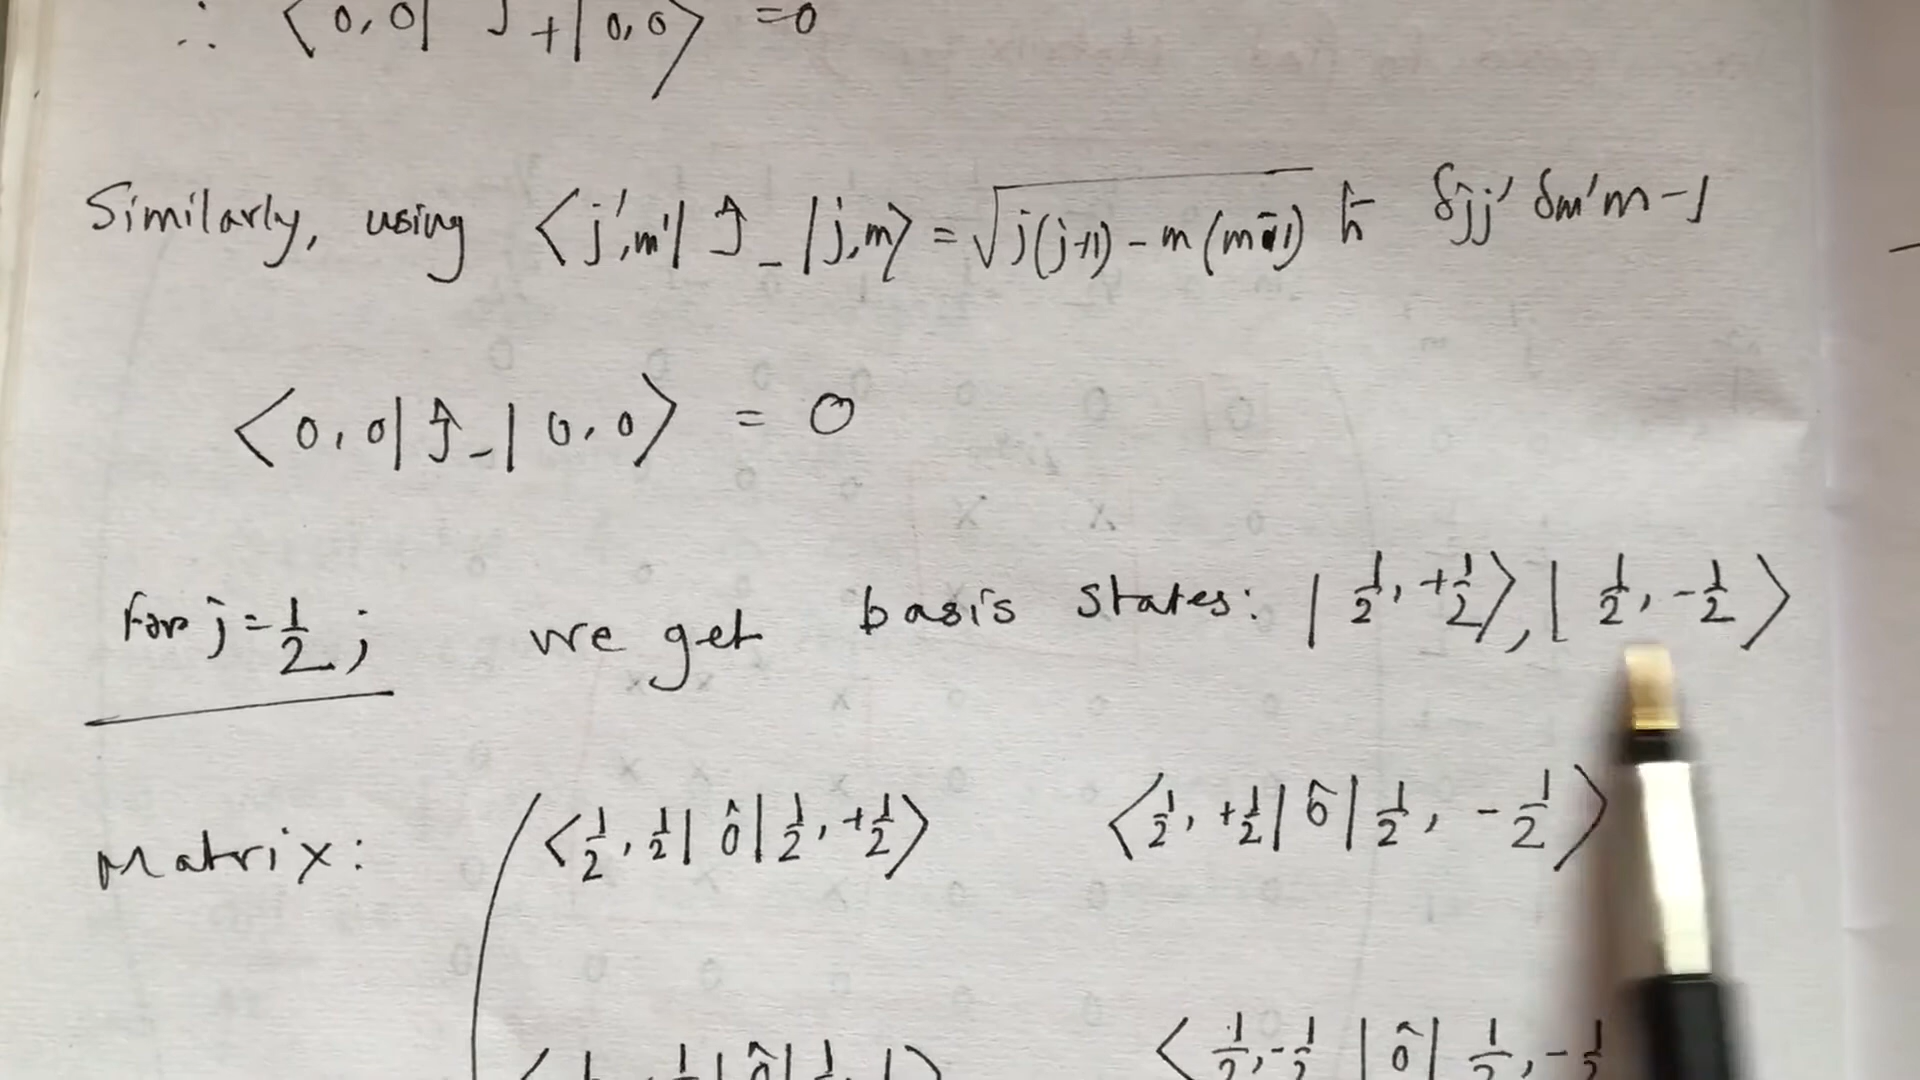 ∴ ⟨0,0| J+ |0,0⟩ =0
Similarly, using ⟨j',m'| Ĵ_ |j,m⟩ = √j(j+1) - m(m-1) ħ δjj' δm'm-1
⟨0,0| Ĵ_ | 0,0⟩ = 0
For j=1/2; we get basis states: | 1/2, +1/2⟩, | 1/2, -1/2⟩
Matrix: (⟨1/2, 1/2| ô | 1/2, +1/2⟩ ⟨1/2, +1/2| ô | 1/2, -1/2⟩
⟨1/2,-1/2 | ô | 1/2, -1/2